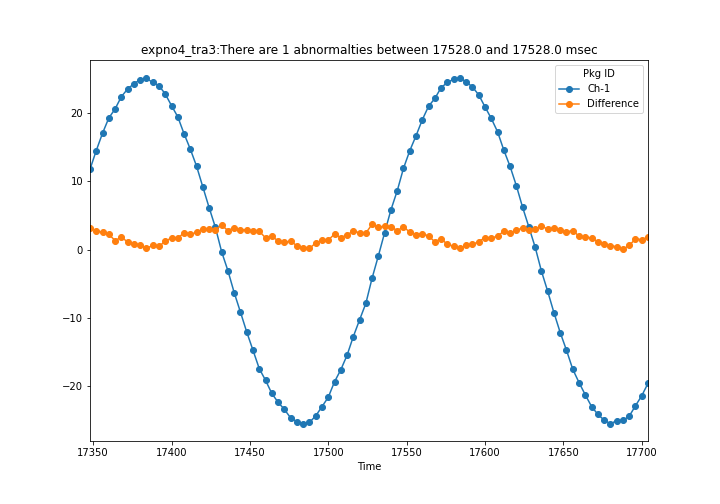 expno4_tra3:There are 1 abnormalties between 17528.0 and 17528.0 msec
Pkg ID
Ch-1
Difference
20
10
0
−10
−20
17350 17400 17450 17500 17550 17600 17650 17700
Time